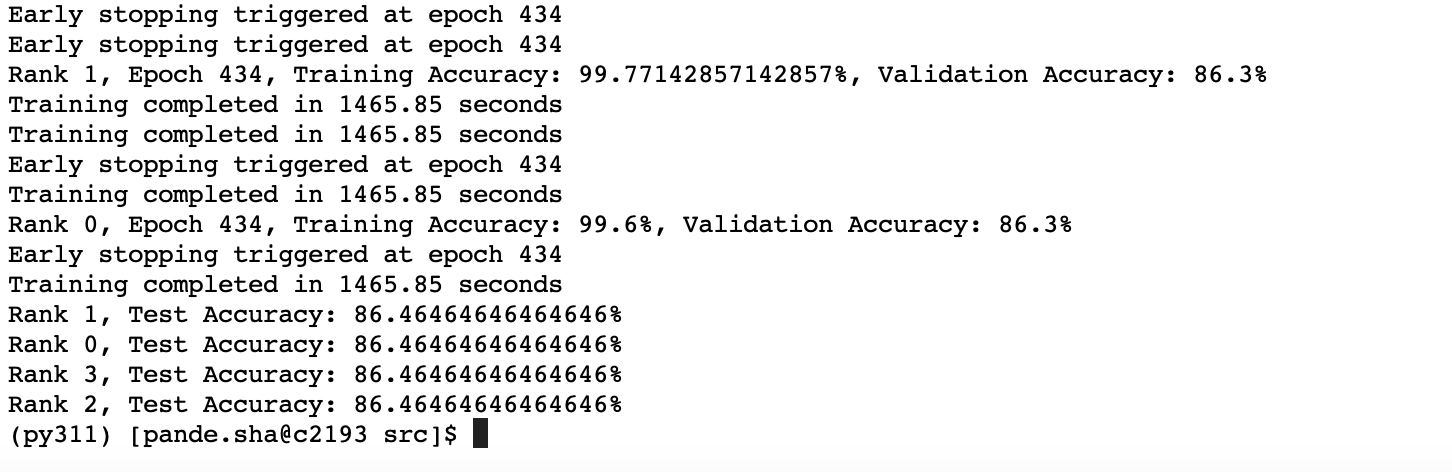 Early stopping triggered at epoch 434
Early stopping triggered at epoch 434
Rank 1, Epoch 434, Training Accuracy: 99.77142857142857%, Validation Accuracy: 86.3%
Training completed in 1465.85 seconds
Training completed in 1465.85 seconds
Early stopping triggered at epoch 434
Training completed in 1465.85 seconds
Rank 0, Epoch 434, Training Accuracy: 99.6%, Validation Accuracy: 86.3%
Early stopping triggered at epoch 434
Training completed in 1465.85 seconds
Rank 1, Test Accuracy: 86.46464646464646%
Rank 0, Test Accuracy: 86.46464646464646%
Rank 3, Test Accuracy: 86.46464646464646%
Rank 2, Test Accuracy: 86.46464646464646%
(py311) [pande.sha@c2193 src]$